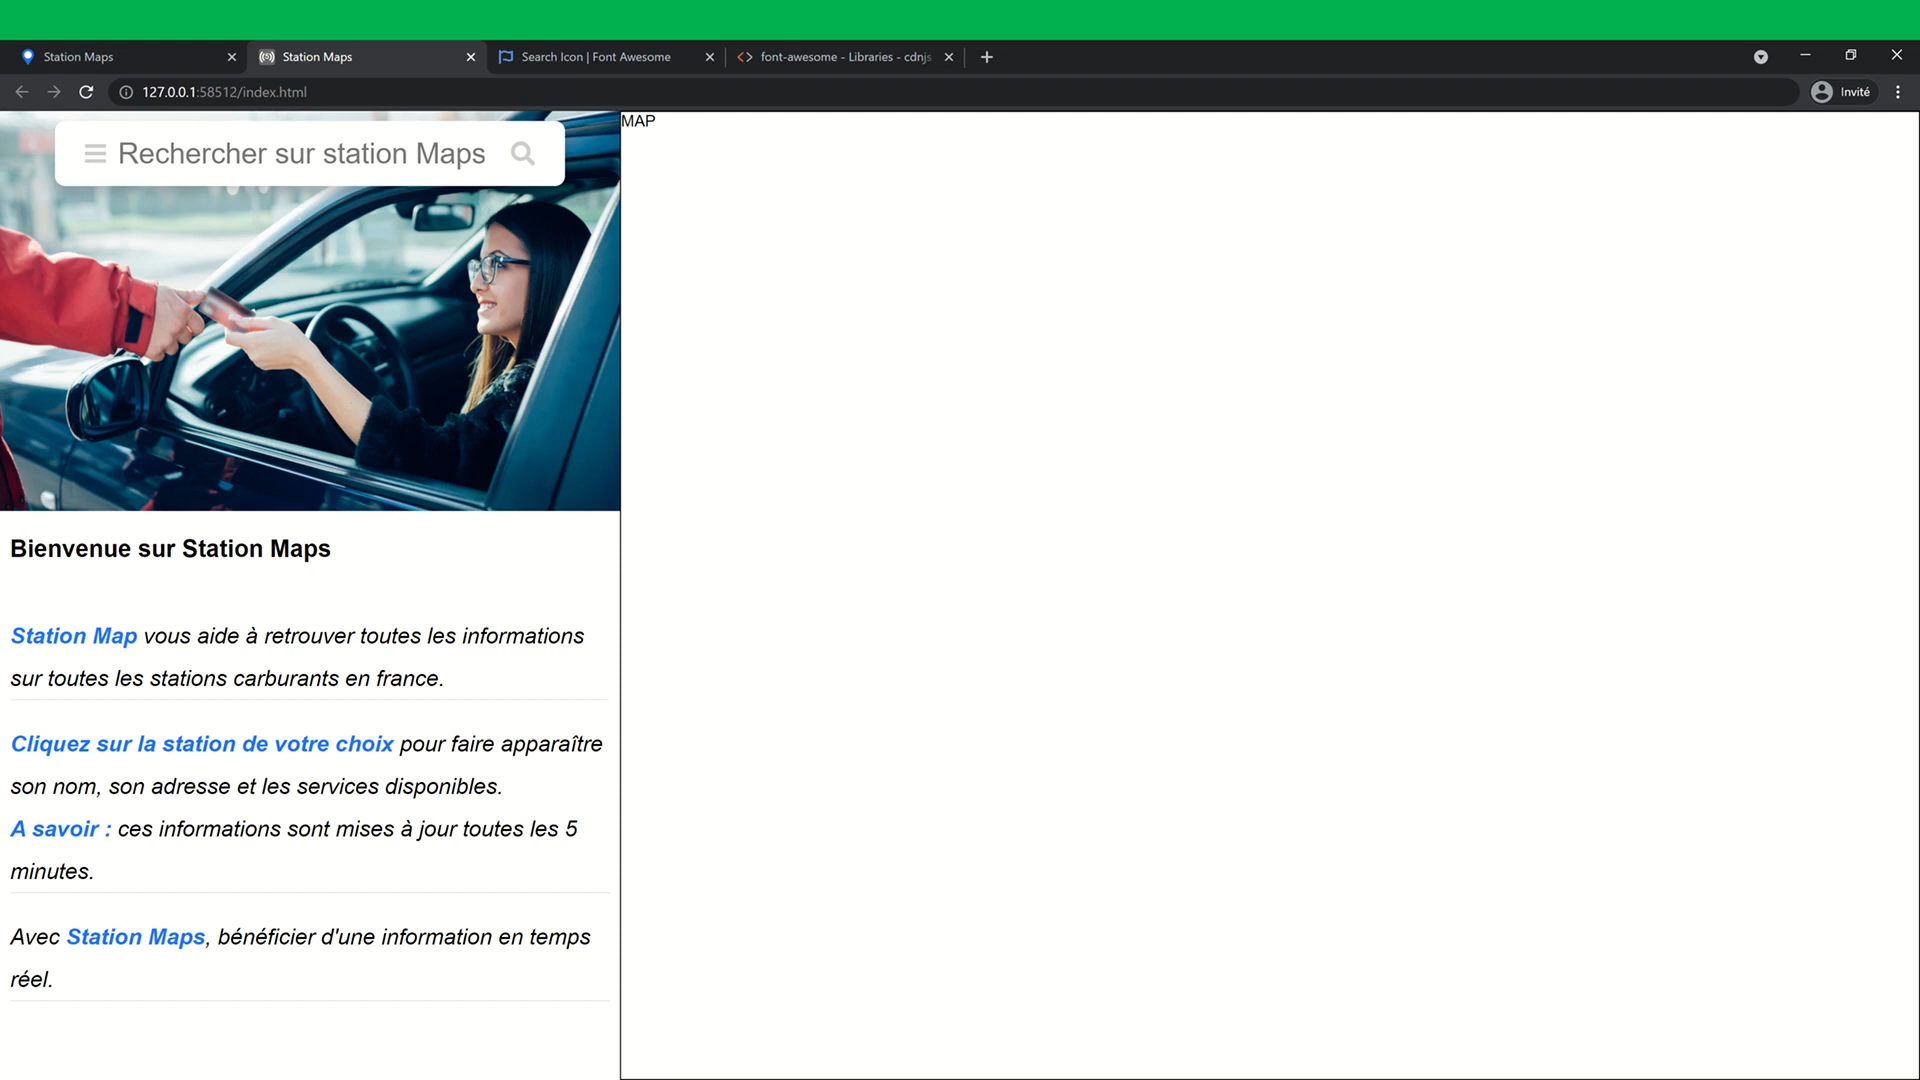 Station Maps
Station Maps
Search Icon | Font Awesome
font-awesome - Libraries - cdnjs
127.0.0.1:58512/index.html
Invité
Rechercher sur station Maps
MAP
Bienvenue sur Station Maps
Station Map vous aide à retrouver toutes les informations
sur toutes les stations carburants en france.
Cliquez sur la station de votre choix pour faire apparaître
son nom, son adresse et les services disponibles.
A savoir : ces informations sont mises à jour toutes les 5
minutes.
Avec Station Maps, bénéficier d'une information en temps
réel.